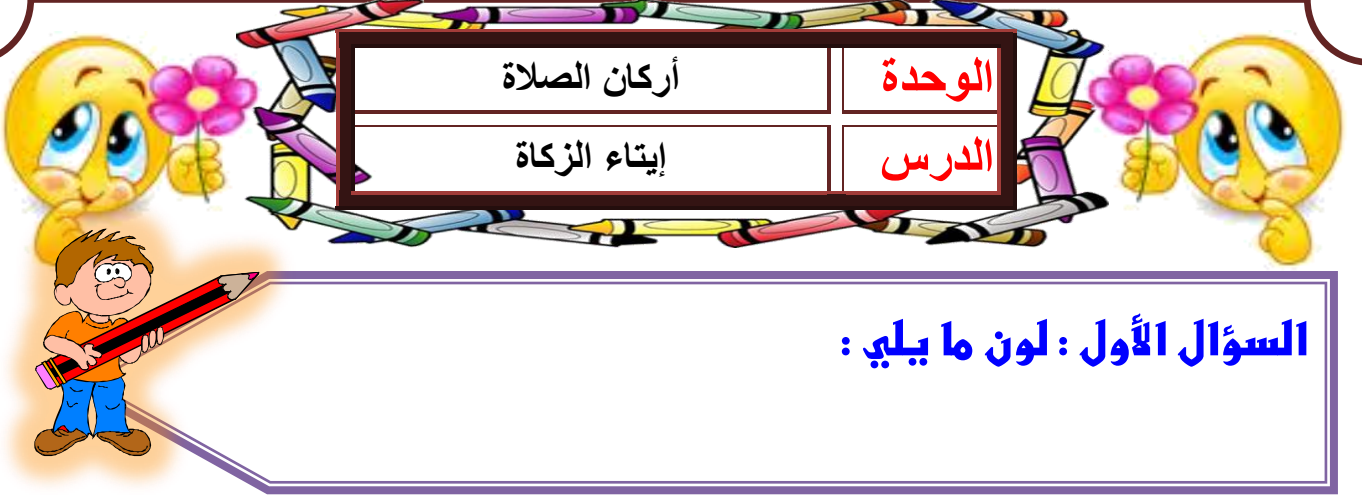 الوحدة أركان الصلاة
الدرس إيتاء الزكاة
السؤال الأول : لون ما يلي :